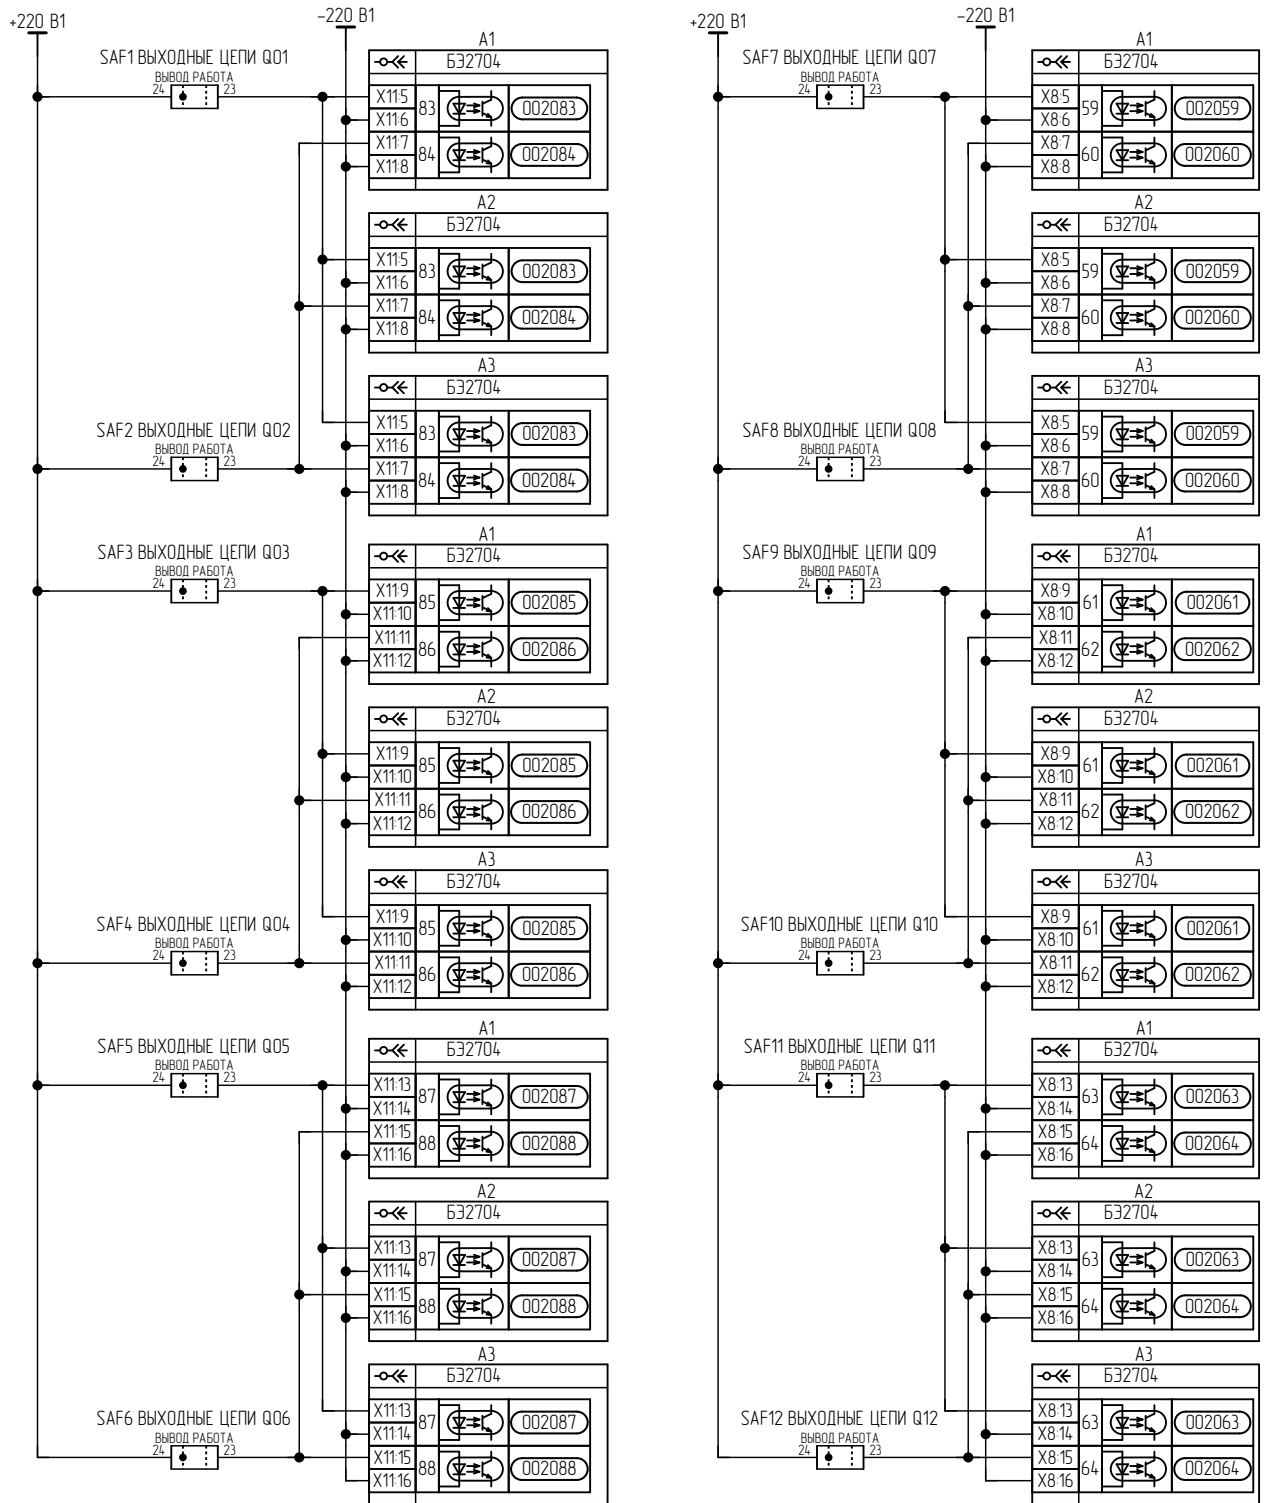 +220 В1
-220 В1
SAF1 ВЫХОДНЫЕ ЦЕПИ Q01
ВЫВОД РАБОТА
24 23
A1
БЭ2704
X11:5
X11:6
83
002083
X11:7
X11:8
84
002084
A2
БЭ2704
X11:5
X11:6
83
002083
X11:7
X11:8
84
002084
SAF2 ВЫХОДНЫЕ ЦЕПИ Q02
ВЫВОД РАБОТА
24 23
A3
БЭ2704
X11:5
X11:6
83
002083
X11:7
X11:8
84
002084
SAF3 ВЫХОДНЫЕ ЦЕПИ Q03
ВЫВОД РАБОТА
24 23
A1
БЭ2704
X11:9
X11:10
85
002085
X11:11
X11:12
86
002086
A2
БЭ2704
X11:9
X11:10
85
002085
X11:11
X11:12
86
002086
SAF4 ВЫХОДНЫЕ ЦЕПИ Q04
ВЫВОД РАБОТА
24 23
A3
БЭ2704
X11:9
X11:10
85
002085
X11:11
X11:12
86
002086
SAF5 ВЫХОДНЫЕ ЦЕПИ Q05
ВЫВОД РАБОТА
24 23
A1
БЭ2704
X11:13
X11:14
87
002087
X11:15
X11:16
88
002088
A2
БЭ2704
X11:13
X11:14
87
002087
X11:15
X11:16
88
002088
SAF6 ВЫХОДНЫЕ ЦЕПИ Q06
ВЫВОД РАБОТА
24 23
A3
БЭ2704
X11:13
X11:14
87
002087
X11:15
X11:16
88
002088
+220 В1
-220 В1
SAF7 ВЫХОДНЫЕ ЦЕПИ Q07
ВЫВОД РАБОТА
24 23
A1
БЭ2704
X8:5
X8:6
59
002059
X8:7
X8:8
60
002060
A2
БЭ2704
X8:5
X8:6
59
002059
X8:7
X8:8
60
002060
SAF8 ВЫХОДНЫЕ ЦЕПИ Q08
ВЫВОД РАБОТА
24 23
A3
БЭ2704
X8:5
X8:6
59
002059
X8:7
X8:8
60
002060
SAF9 ВЫХОДНЫЕ ЦЕПИ Q09
ВЫВОД РАБОТА
24 23
A1
БЭ2704
X8:9
X8:10
61
002061
X8:11
X8:12
62
002062
A2
БЭ2704
X8:9
X8:10
61
002061
X8:11
X8:12
62
002062
SAF10 ВЫХОДНЫЕ ЦЕПИ Q10
ВЫВОД РАБОТА
24 23
A3
БЭ2704
X8:9
X8:10
61
002061
X8:11
X8:12
62
002062
SAF11 ВЫХОДНЫЕ ЦЕПИ Q11
ВЫВОД РАБОТА
24 23
A1
БЭ2704
X8:13
X8:14
63
002063
X8:15
X8:16
64
002064
A2
БЭ2704
X8:13
X8:14
63
002063
X8:15
X8:16
64
002064
SAF12 ВЫХОДНЫЕ ЦЕПИ Q12
ВЫВОД РАБОТА
24 23
A3
БЭ2704
X8:13
X8:14
63
002063
X8:15
X8:16
64
002064